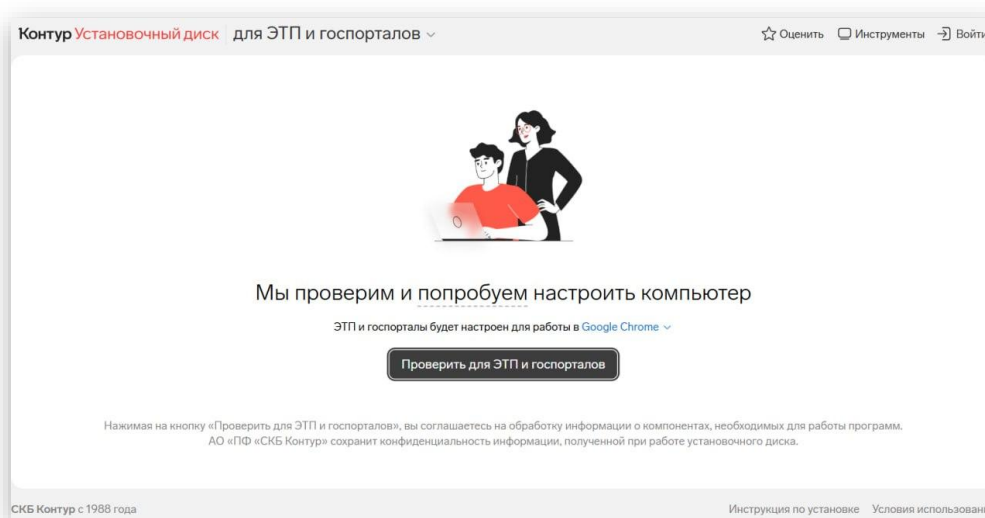 Контур Установочный диск для ЭТП и госпорталов
Оценить Инструменты Войти
Мы проверим и попробуем настроить компьютер
ЭТП и госпорталы будет настроен для работы в Google Chrome
Проверить для ЭТП и госпорталов
Нажимая на кнопку «Проверить для ЭТП и госпорталов», вы соглашаетесь на обработку информации о компонентах, необходимых для работы программ.
АО «ПФ «СКБ Контур» сохранит конфиденциальность информации, полученной при работе установочного диска.
СКБ Контур с 1988 года
Инструкция по установке Условия использовани